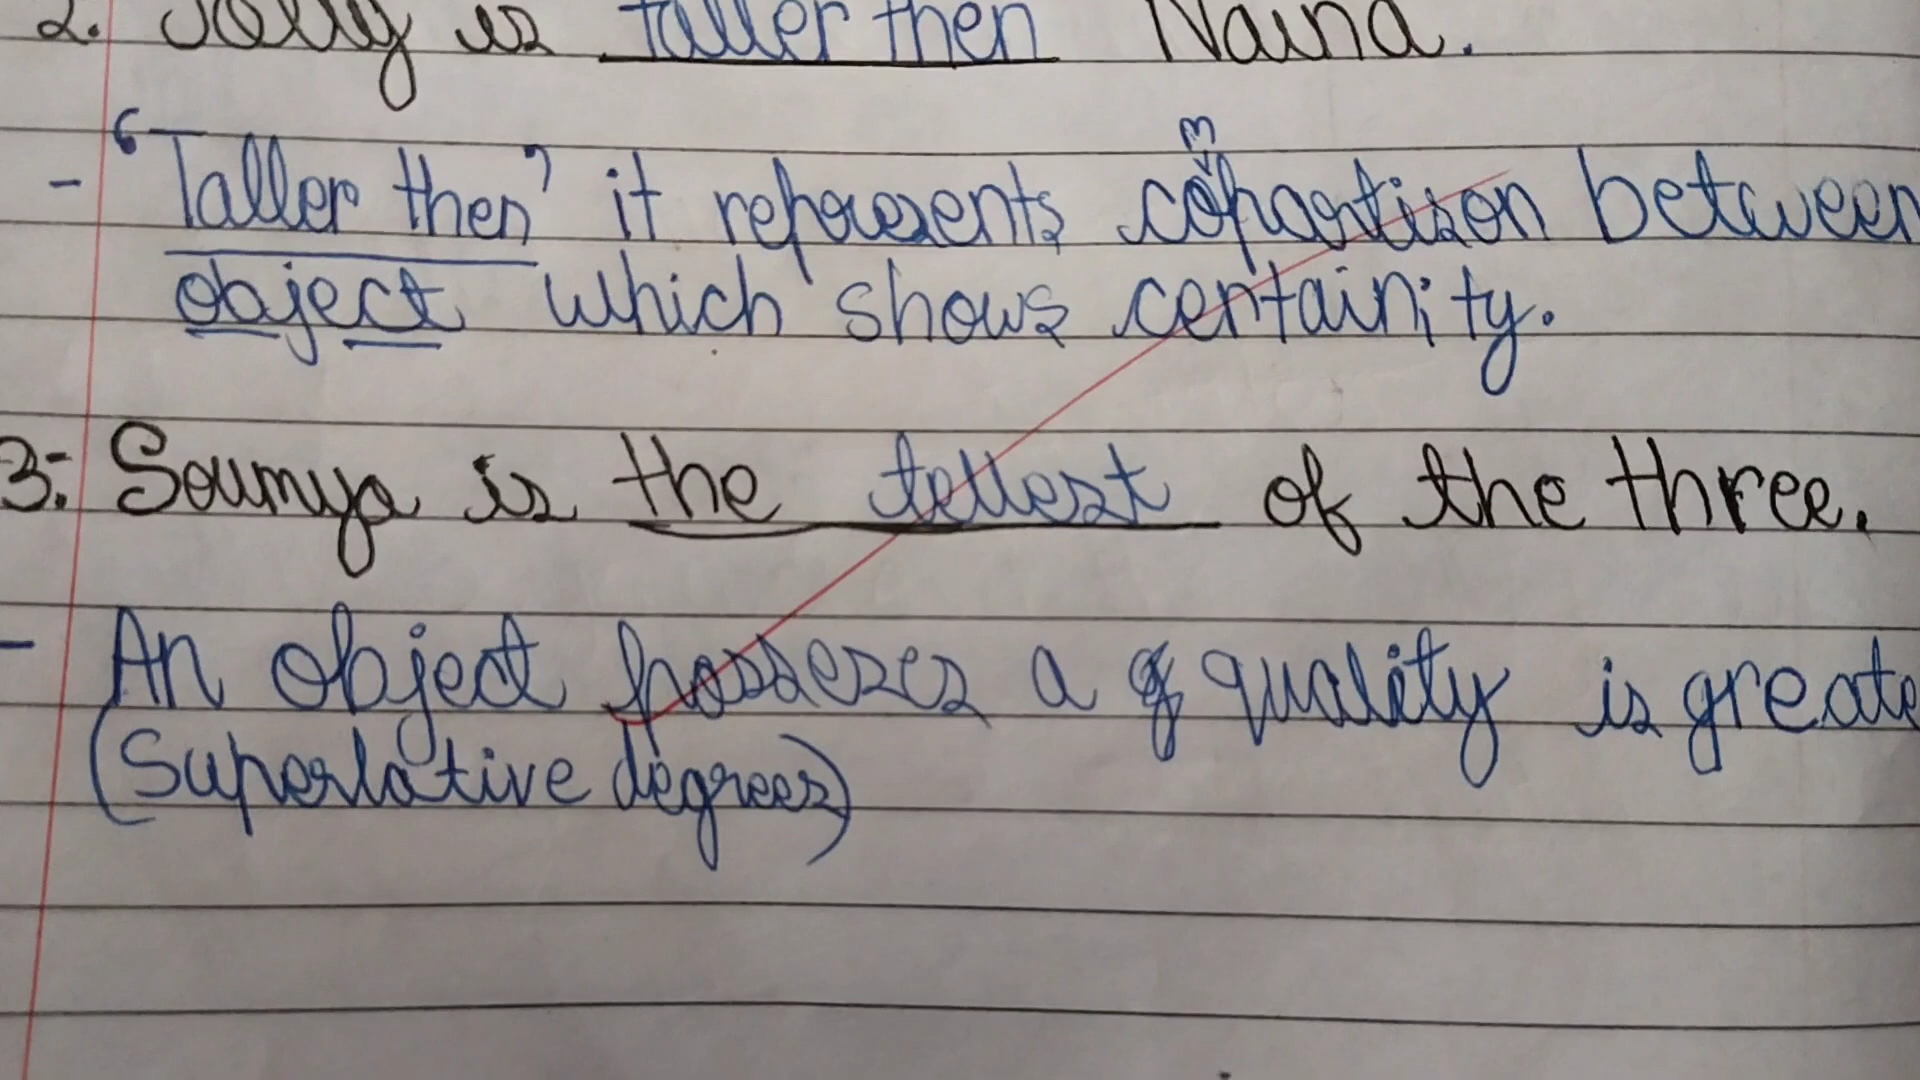 2. Jolly is taller then Naina.
- "Taller then" it represents comparison between
object which shows certainity.
3:- Soumya is the tellest of the three.
- An object possesses a quality is greate
(Superlative degrees)